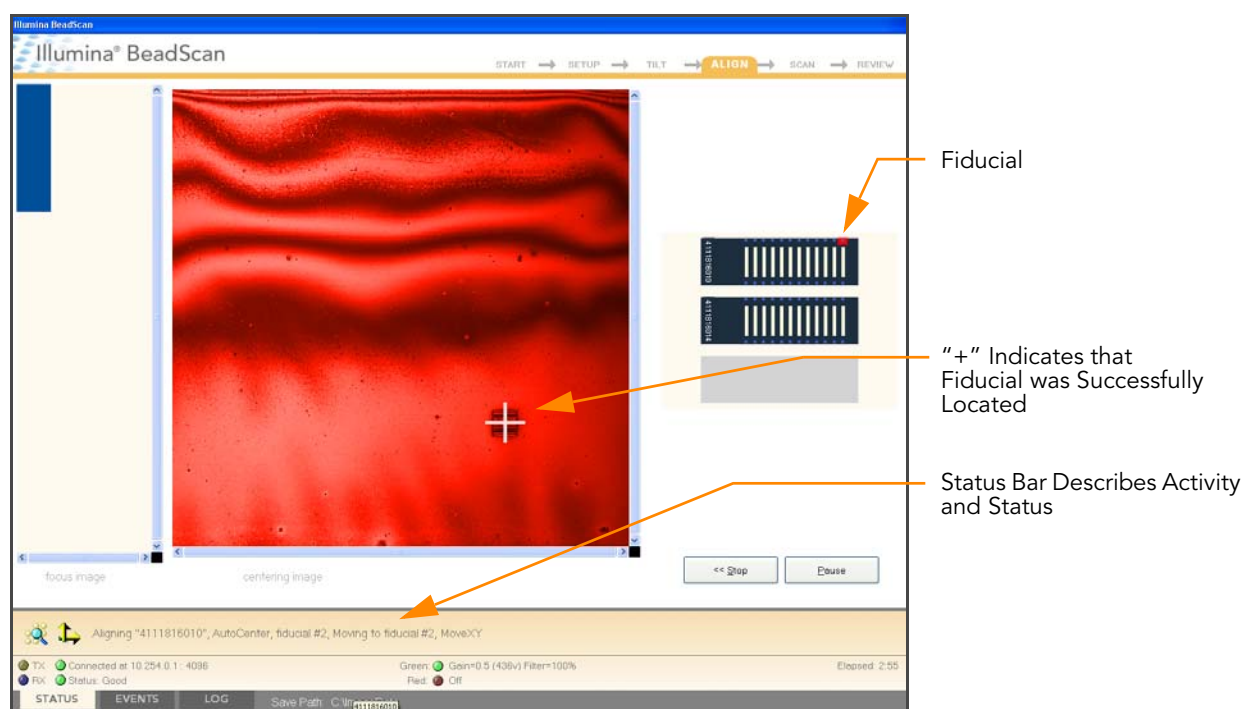 Illumina BeadScan
Illumina® BeadScan
START SETUP TILT ALIGN SCAN REVIEW
Fiducial
4111816010
4111816014
"+" Indicates that
Fiducial was Successfully
Located
Status Bar Describes Activity
and Status
<< Stop Pause
focus image centering image
Aligning "4111816010", AutoCenter, fiducial #2, Moving to fiducial #2, MoveXY
TX Connected at 10.254.0.1 : 4096 Green: Gain=0.5 (436v) Filter=100% Elapsed: 2:55
RX Status: Good Red: Off
STATUS EVENTS LOG Save Path: C:\Image
4111816010